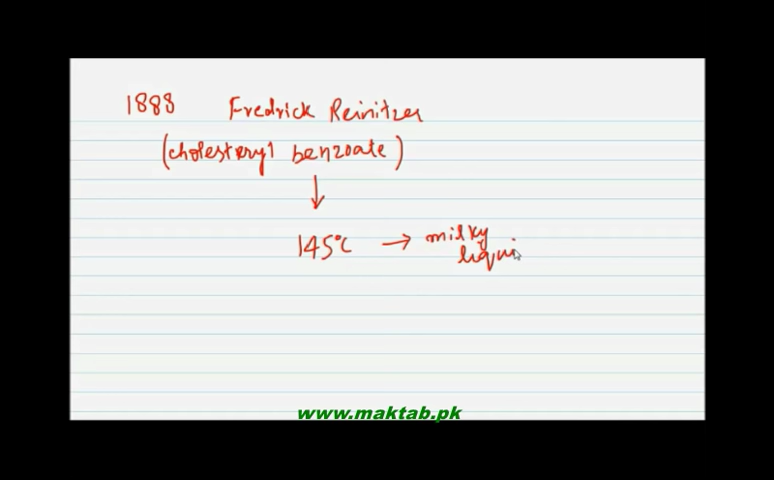 1888 Fredrick Reinitzer
(cholesteryl benzoate)
145°C → milky
liqui
www.maktab.pk